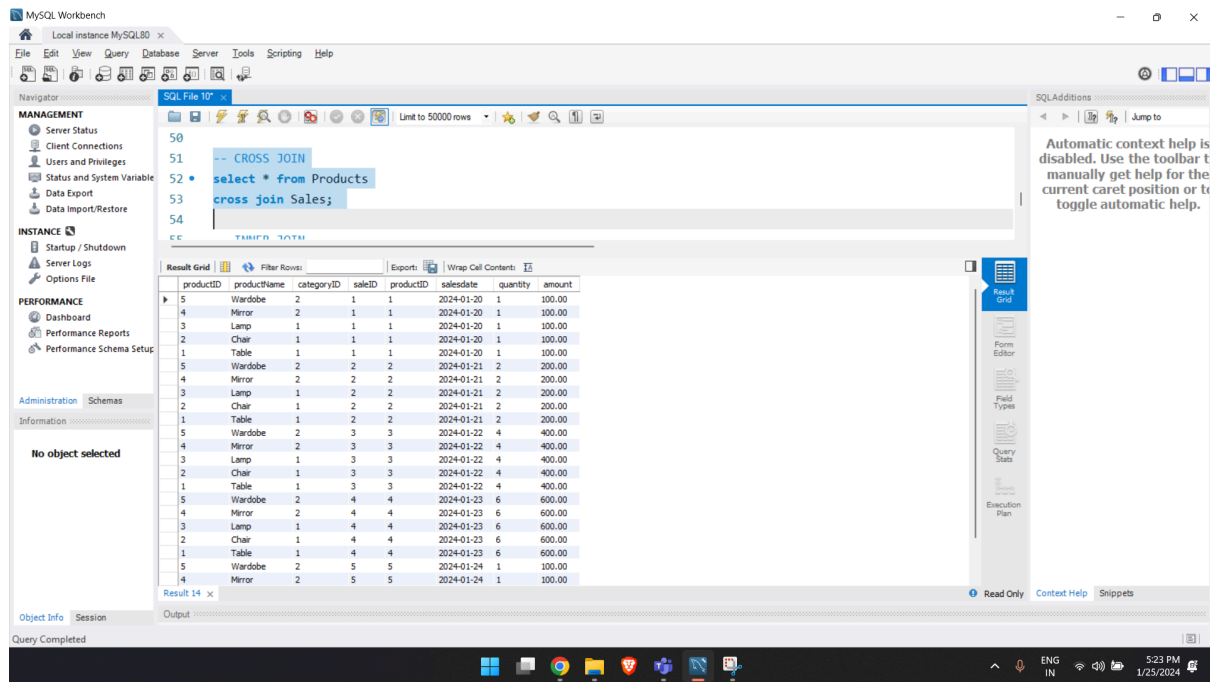 MySQL Workbench
Local instance MySQL80
File Edit View Query Database Server Tools Scripting Help
Navigator
MANAGEMENT
Server Status
Client Connections
Users and Privileges
Status and System Variable
Data Export
Data Import/Restore
INSTANCE
Startup / Shutdown
Server Logs
Options File
PERFORMANCE
Dashboard
Performance Reports
Performance Schema Setup
Administration Schemas
Information
No object selected
Object Info Session
Query Completed
SQL File 10*
Limit to 50000 rows
50
51 -- CROSS JOIN
52 select * from Products
53 cross join Sales;
54
55 INNER JOIN
Result Grid Filter Rows: Export: Wrap Cell Content:
productID productName categoryID saleID productID salesdate quantity amount
5 Wardobe 2 1 1 2024-01-20 1 100.00
4 Mirror 2 1 1 2024-01-20 1 100.00
3 Lamp 1 1 1 2024-01-20 1 100.00
2 Chair 1 1 1 2024-01-20 1 100.00
1 Table 1 1 1 2024-01-20 1 100.00
5 Wardobe 2 2 2 2024-01-21 2 200.00
4 Mirror 2 2 2 2024-01-21 2 200.00
3 Lamp 1 2 2 2024-01-21 2 200.00
2 Chair 1 2 2 2024-01-21 2 200.00
1 Table 1 2 2 2024-01-21 2 200.00
5 Wardobe 2 3 3 2024-01-22 4 400.00
4 Mirror 2 3 3 2024-01-22 4 400.00
3 Lamp 1 3 3 2024-01-22 4 400.00
2 Chair 1 3 3 2024-01-22 4 400.00
1 Table 1 3 3 2024-01-22 4 400.00
5 Wardobe 2 4 4 2024-01-23 6 600.00
4 Mirror 2 4 4 2024-01-23 6 600.00
3 Lamp 1 4 4 2024-01-23 6 600.00
2 Chair 1 4 4 2024-01-23 6 600.00
1 Table 1 4 4 2024-01-23 6 600.00
5 Wardobe 2 5 5 2024-01-24 1 100.00
4 Mirror 2 5 5 2024-01-24 1 100.00
Result 14
Read Only
Output
Result
Grid
Form
Editor
Field
Types
Query
Stats
Execution
Plan
SQLAdditions
Jump to
Automatic context help is
disabled. Use the toolbar t
manually get help for the
current caret position or to
toggle automatic help.
Context Help Snippets
ENG
IN
5:23 PM
1/25/2024